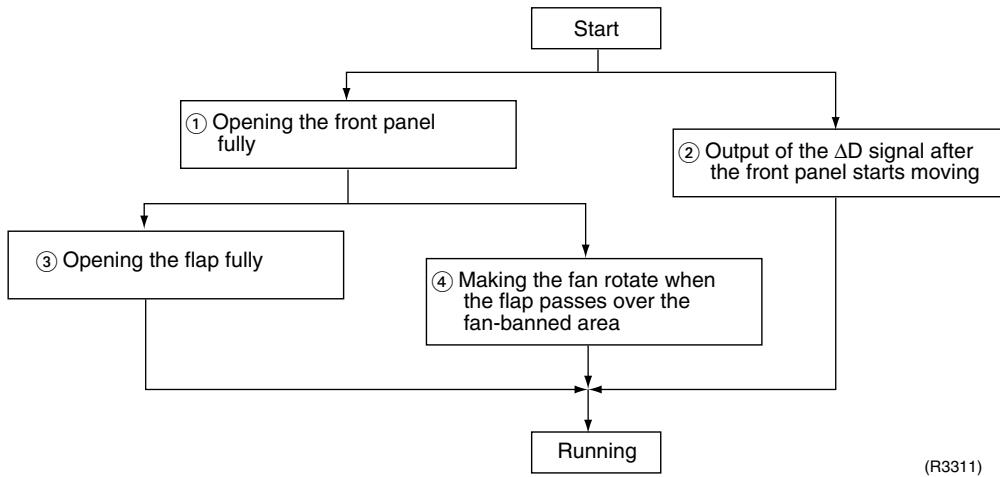 Start
① Opening the front panel
fully
② Output of the ΔD signal after
the front panel starts moving
③ Opening the flap fully
④ Making the fan rotate when
the flap passes over the
fan-banned area
Running
(R3311)